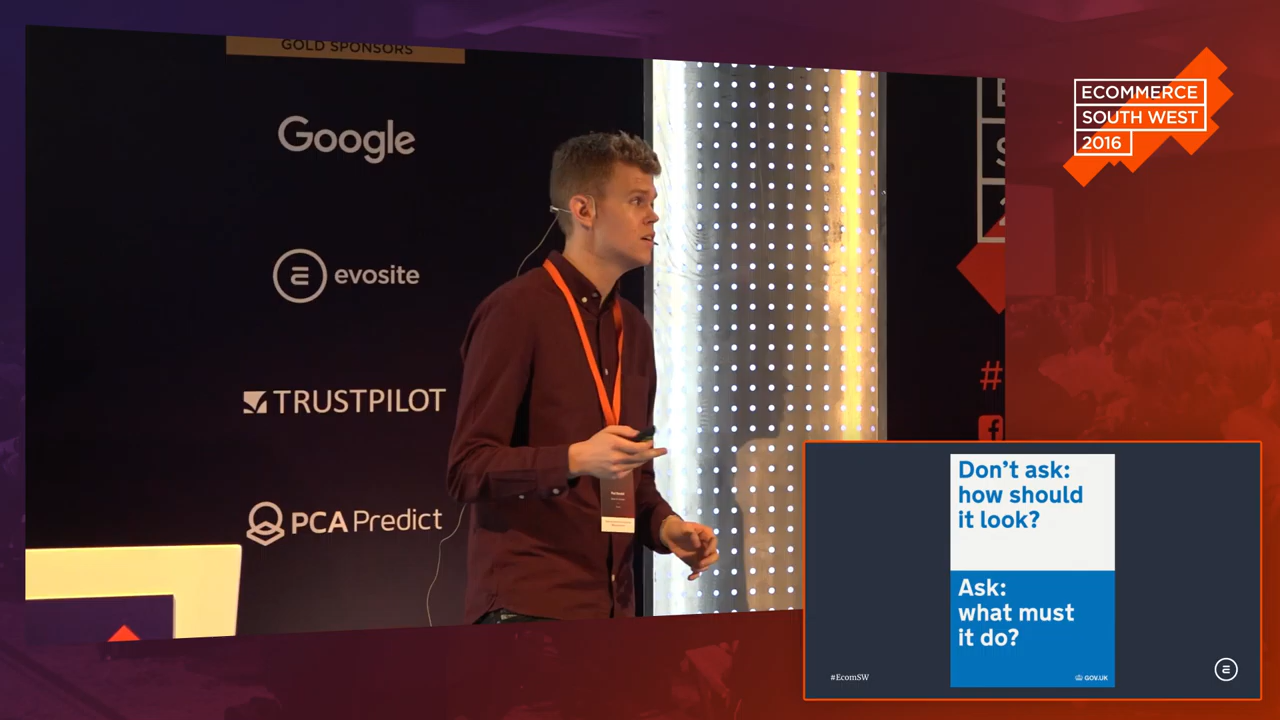 GOLD SPONSORS
Google
evosite
TRUSTPILOT
PCA Predict
#
ECOMMERCE
SOUTH WEST
2016
Don't ask:
how should
it look?
Ask:
what must
it do?
GOV.UK
#EcomSW